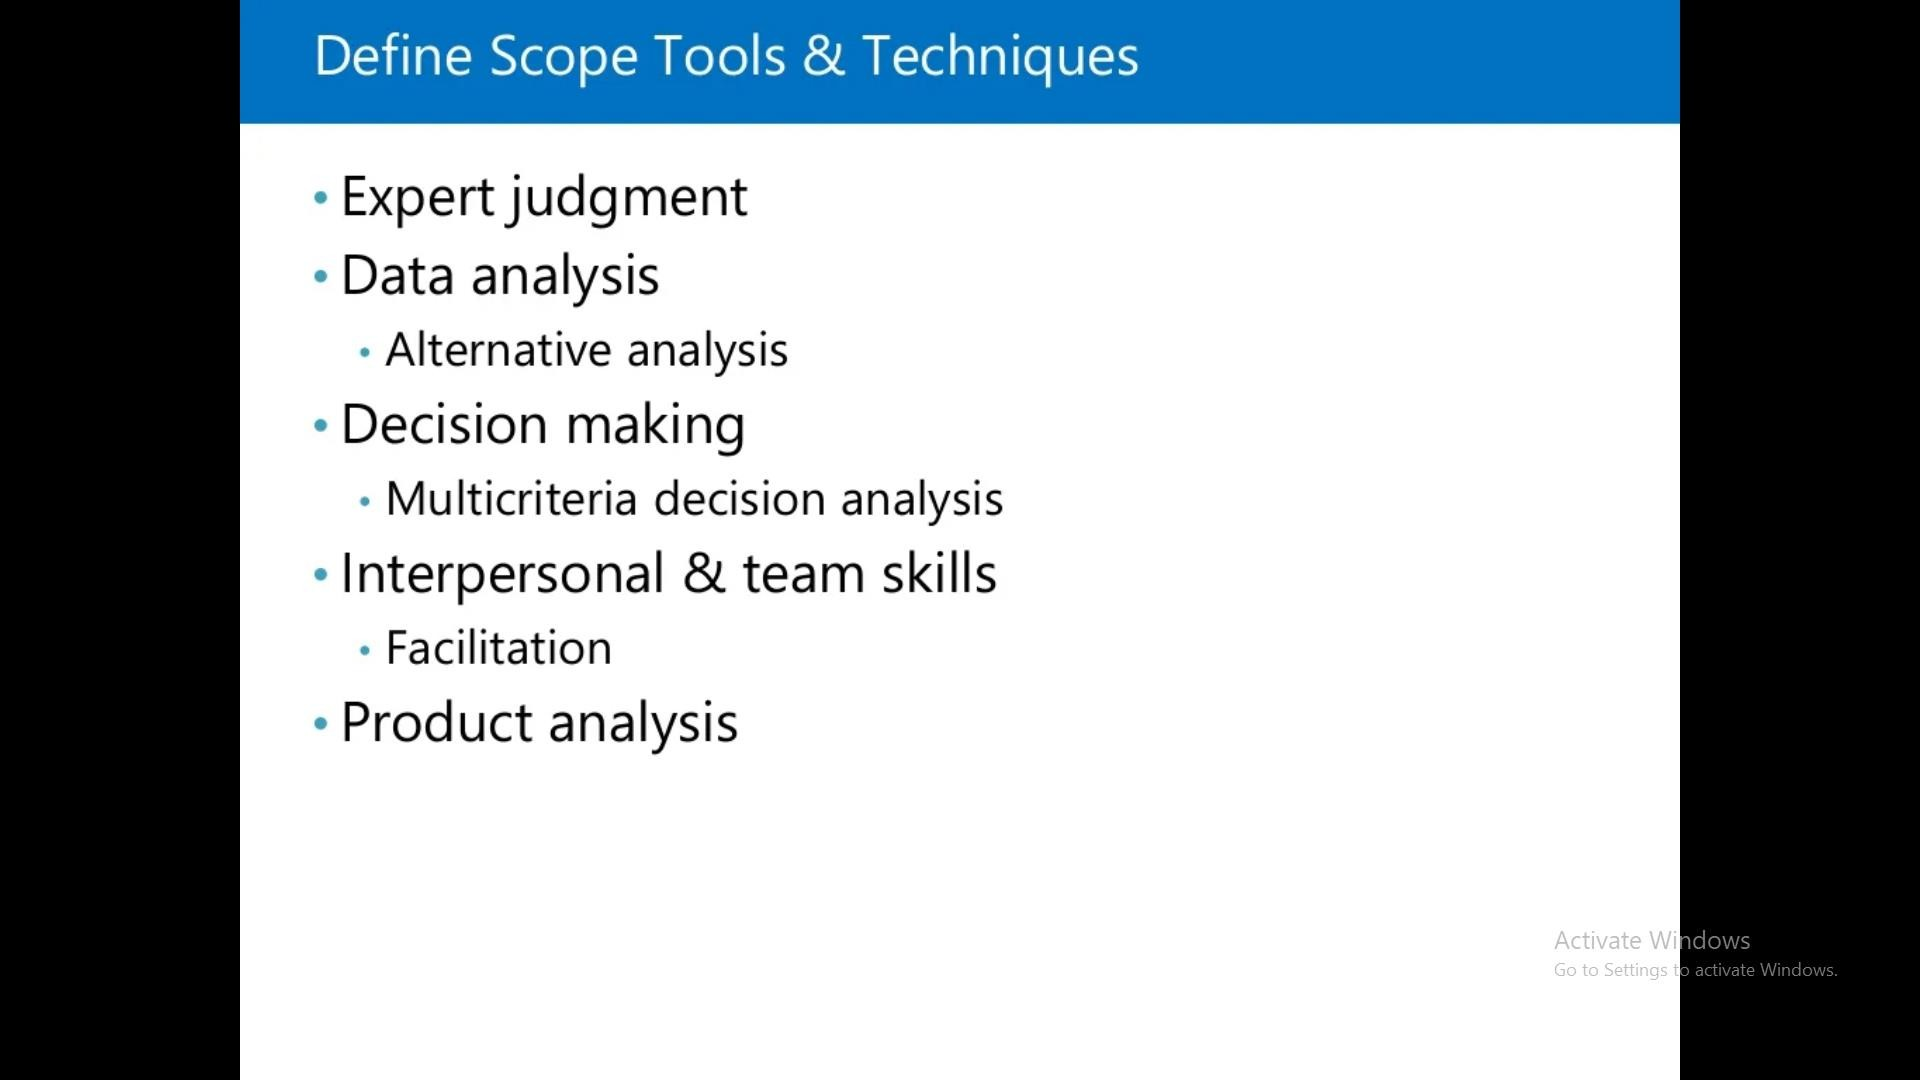 Define Scope Tools & Techniques
• Expert judgment
• Data analysis
• Alternative analysis
• Decision making
• Multicriteria decision analysis
• Interpersonal & team skills
• Facilitation
• Product analysis
Activate Windows
Go to Settings to activate Windows.